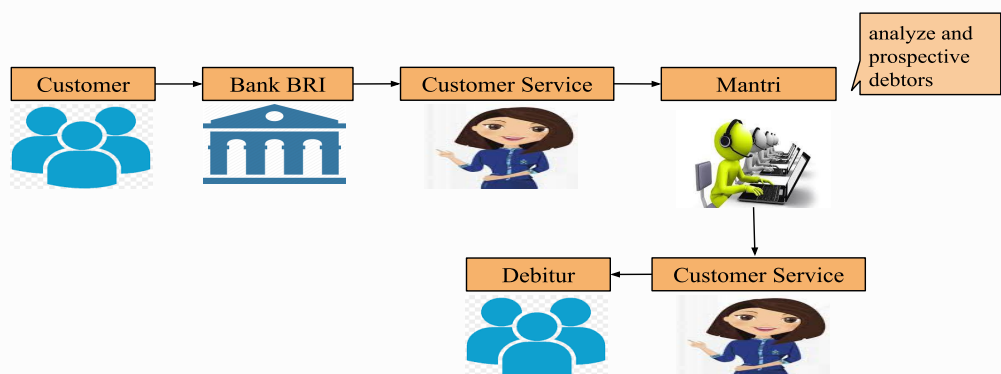 Customer
Bank BRI
Customer Service
Mantri
analyze and
prospective
debtors
Debitur
Customer Service